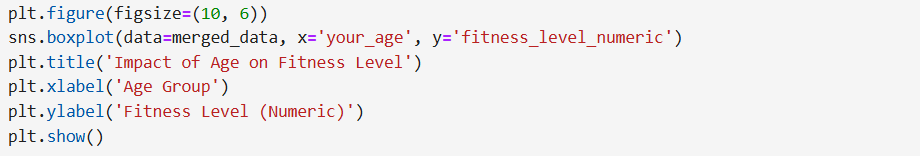 plt.figure(figsize=(10, 6))
sns.boxplot(data=merged_data, x='your_age', y='fitness_level_numeric')
plt.title('Impact of Age on Fitness Level')
plt.xlabel('Age Group')
plt.ylabel('Fitness Level (Numeric)')
plt.show()